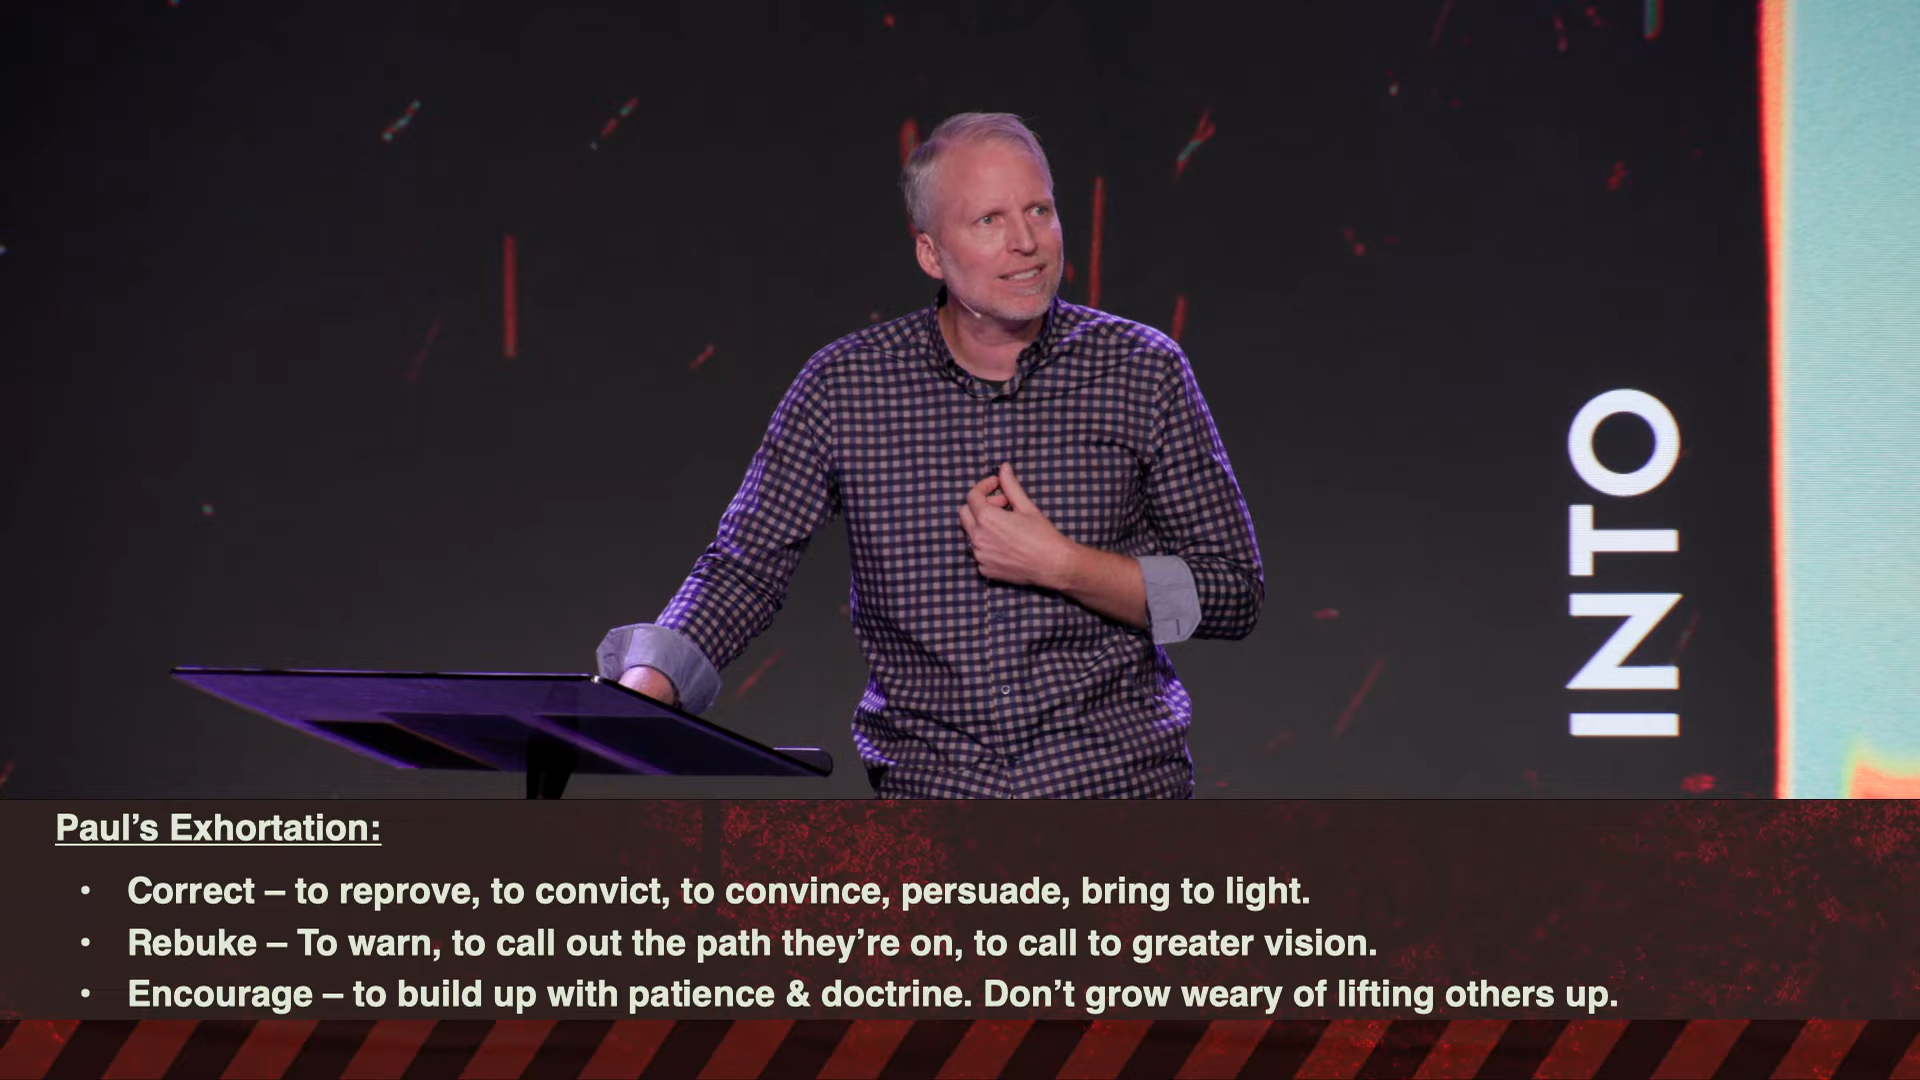 INTO
Paul’s Exhortation:
• Correct – to reprove, to convict, to convince, persuade, bring to light.
• Rebuke – To warn, to call out the path they’re on, to call to greater vision.
• Encourage – to build up with patience & doctrine. Don’t grow weary of lifting others up.